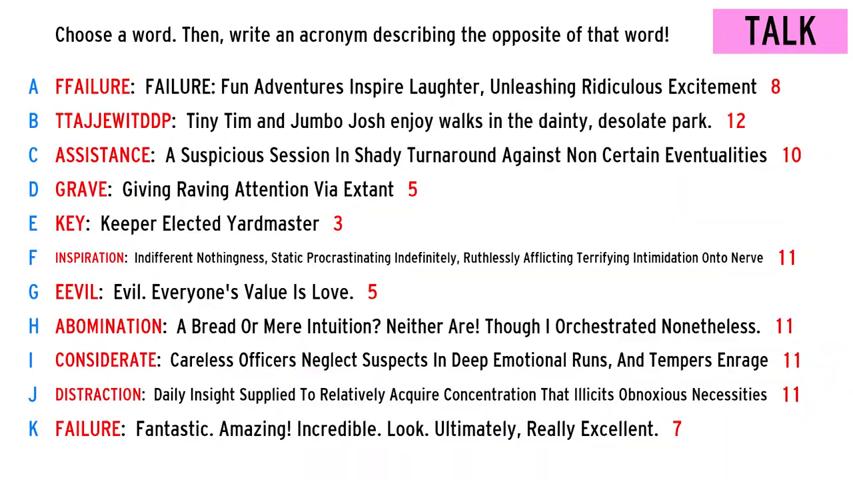 Choose a word. Then, write an acronym describing the opposite of that word!
TALK
A FFAILURE: FAILURE: Fun Adventures Inspire Laughter, Unleashing Ridiculous Excitement 8
B TTAJJEWITDDP: Tiny Tim and Jumbo Josh enjoy walks in the dainty, desolate park. 12
C ASSISTANCE: A Suspicious Session In Shady Turnaround Against Non Certain Eventualities 10
D GRAVE: Giving Raving Attention Via Extant 5
E KEY: Keeper Elected Yardmaster 3
F INSPIRATION: Indifferent Nothingness, Static Procrastinating Indefinitely, Ruthlessly Afflicting Terrifying Intimidation Onto Nerve 11
G EEVIL: Evil. Everyone's Value Is Love. 5
H ABOMINATION: A Bread Or Mere Intuition? Neither Are! Though I Orchestrated Nonetheless. 11
I CONSIDERATE: Careless Officers Neglect Suspects In Deep Emotional Runs, And Tempers Enrage 11
J DISTRACTION: Daily Insight Supplied To Relatively Acquire Concentration That Illicits Obnoxious Necessities 11
K FAILURE: Fantastic. Amazing! Incredible. Look. Ultimately, Really Excellent. 7